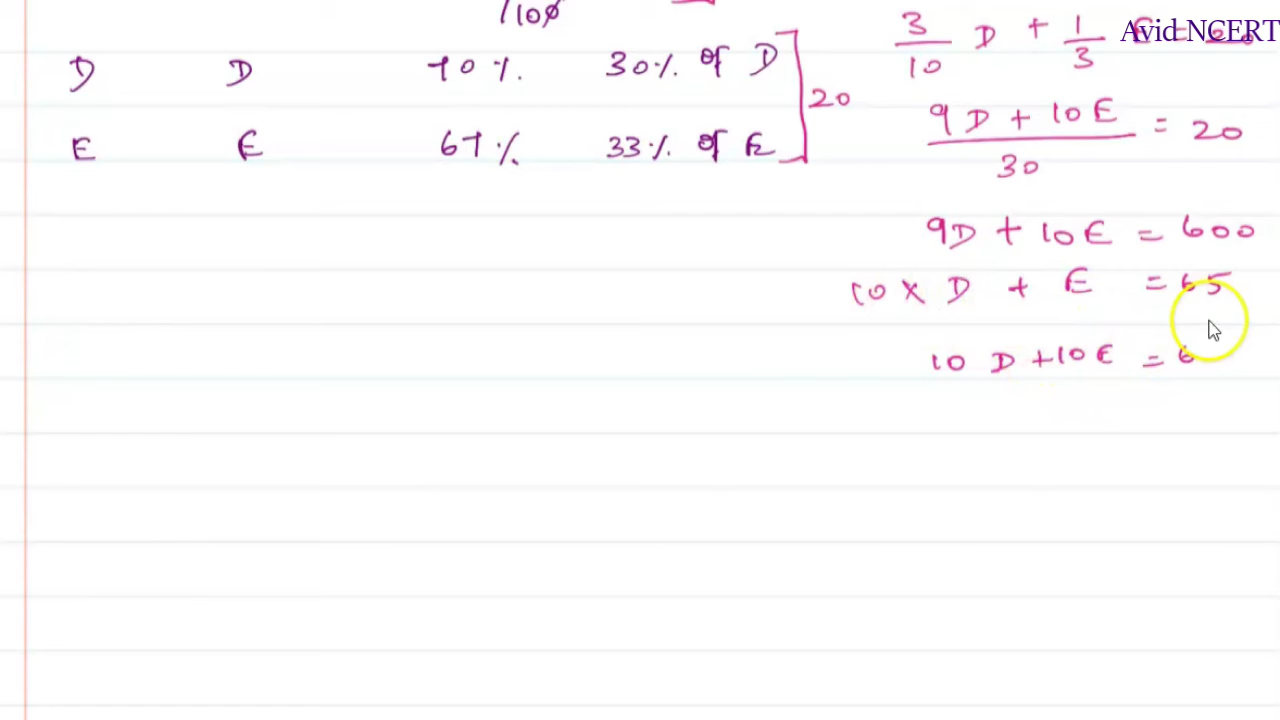 /100
Avid NCERT
3/10 D + 1/3 E =
D D 70 %. 30%. of D
20
9D + 10E / 30 = 20
E E 67 % 33%. of E
9D + 10E = 600
10 x D + E = 65
10 D + 10E = 6